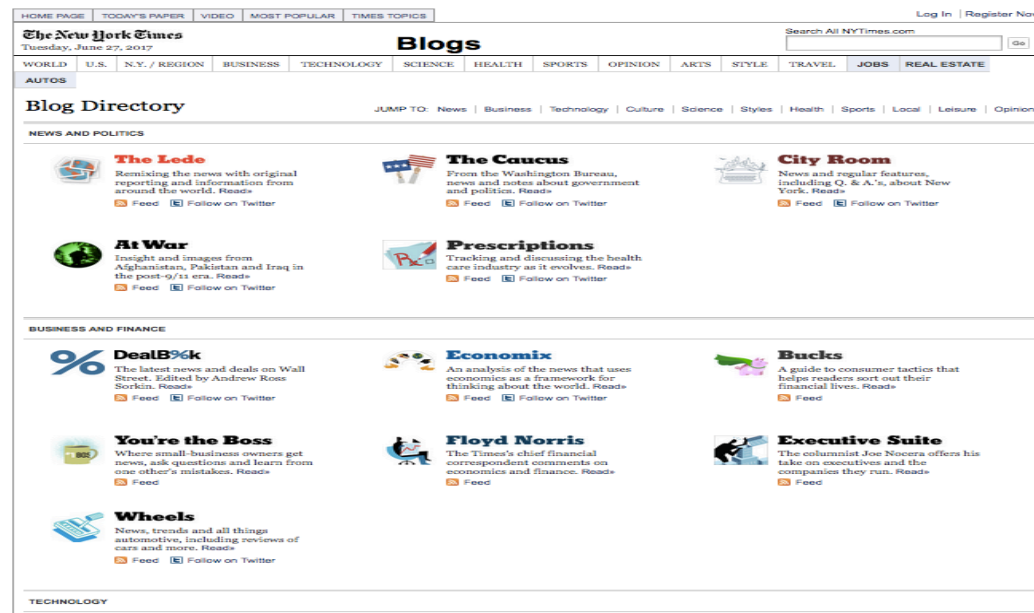 HOME PAGE TODAY'S PAPER VIDEO MOST POPULAR TIMES TOPICS
Log In | Register Now
The New York Times
Tuesday, June 27, 2017
Blogs
Search All NYTimes.com
Go
WORLD U.S. N.Y. / REGION BUSINESS TECHNOLOGY SCIENCE HEALTH SPORTS OPINION ARTS STYLE TRAVEL JOBS REAL ESTATE
AUTOS
Blog Directory
JUMP TO: News | Business | Technology | Culture | Science | Styles | Health | Sports | Local | Leisure | Opinion
NEWS AND POLITICS
The Lede
Remixing the news with original
reporting and information from
around the world. Read»
Feed Follow on Twitter
The Caucus
From the Washington Bureau,
news and notes about government
and politics. Read»
Feed Follow on Twitter
City Room
News and regular features,
including Q. & A.'s, about New
York. Read»
Feed Follow on Twitter
At War
Insight and images from
Afghanistan, Pakistan and Iraq in
the post-9/11 era. Read»
Feed Follow on Twitter
Prescriptions
Tracking and discussing the health
care industry as it evolves. Read»
Feed Follow on Twitter
BUSINESS AND FINANCE
DealB%k
The latest news and deals on Wall
Street. Edited by Andrew Ross
Sorkin. Read»
Feed Follow on Twitter
Economix
An analysis of the news that uses
economics as a framework for
thinking about the world. Read»
Feed Follow on Twitter
Bucks
A guide to consumer tactics that
helps readers sort out their
financial lives. Read»
Feed
BOSS
You're the Boss
Where small-business owners get
news, ask questions and learn from
one other's mistakes. Read»
Feed
Floyd Norris
The Times's chief financial
correspondent comments on
economics and finance. Read»
Feed
Executive Suite
The columnist Joe Nocera offers his
take on executives and the
companies they run. Read»
Feed
Wheels
News, trends and all things
automotive, including reviews of
cars and more. Read»
Feed Follow on Twitter
TECHNOLOGY